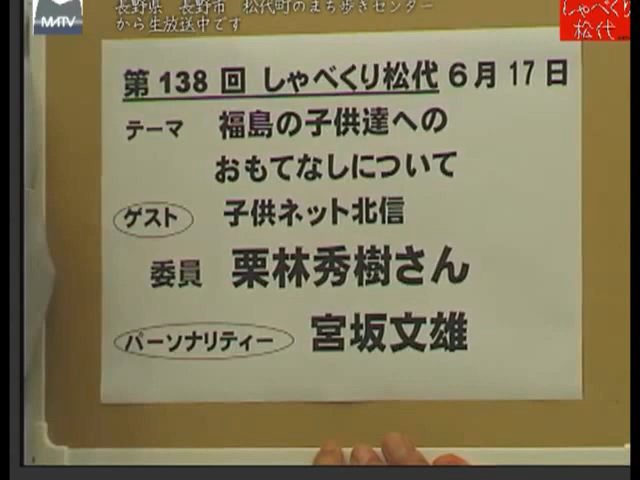 長野県 長野市 松代町のまち歩きセンター
から生放送中です
MATV
しゃべくり
松代
第138回 しゃべくり松代 6月17日
テーマ 福島の子供達への
おもてなしについて
ゲスト 子供ネット北信
委員 栗林秀樹さん
パーソナリティー 宮坂文雄